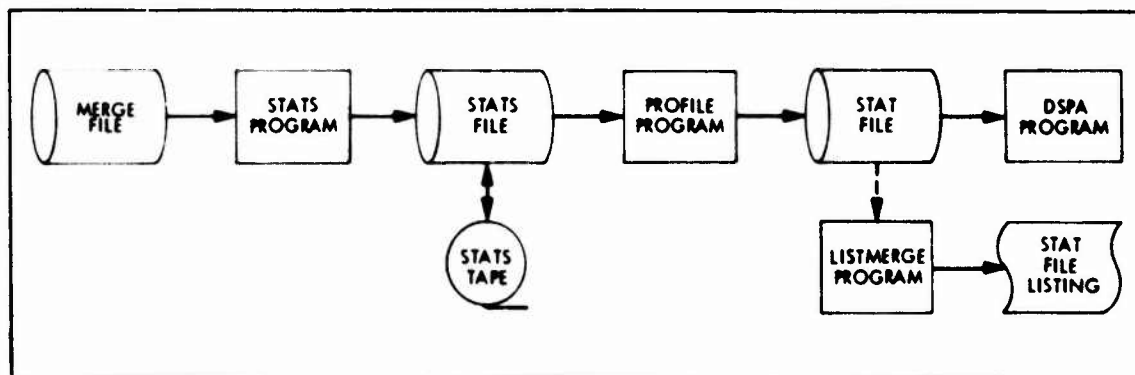 MERGE
FILE
STATS
PROGRAM
STATS
FILE
PROFILE
PROGRAM
STAT
FILE
DSPA
PROGRAM
STATS
TAPE
LISTMERGE
PROGRAM
STAT
FILE
LISTING